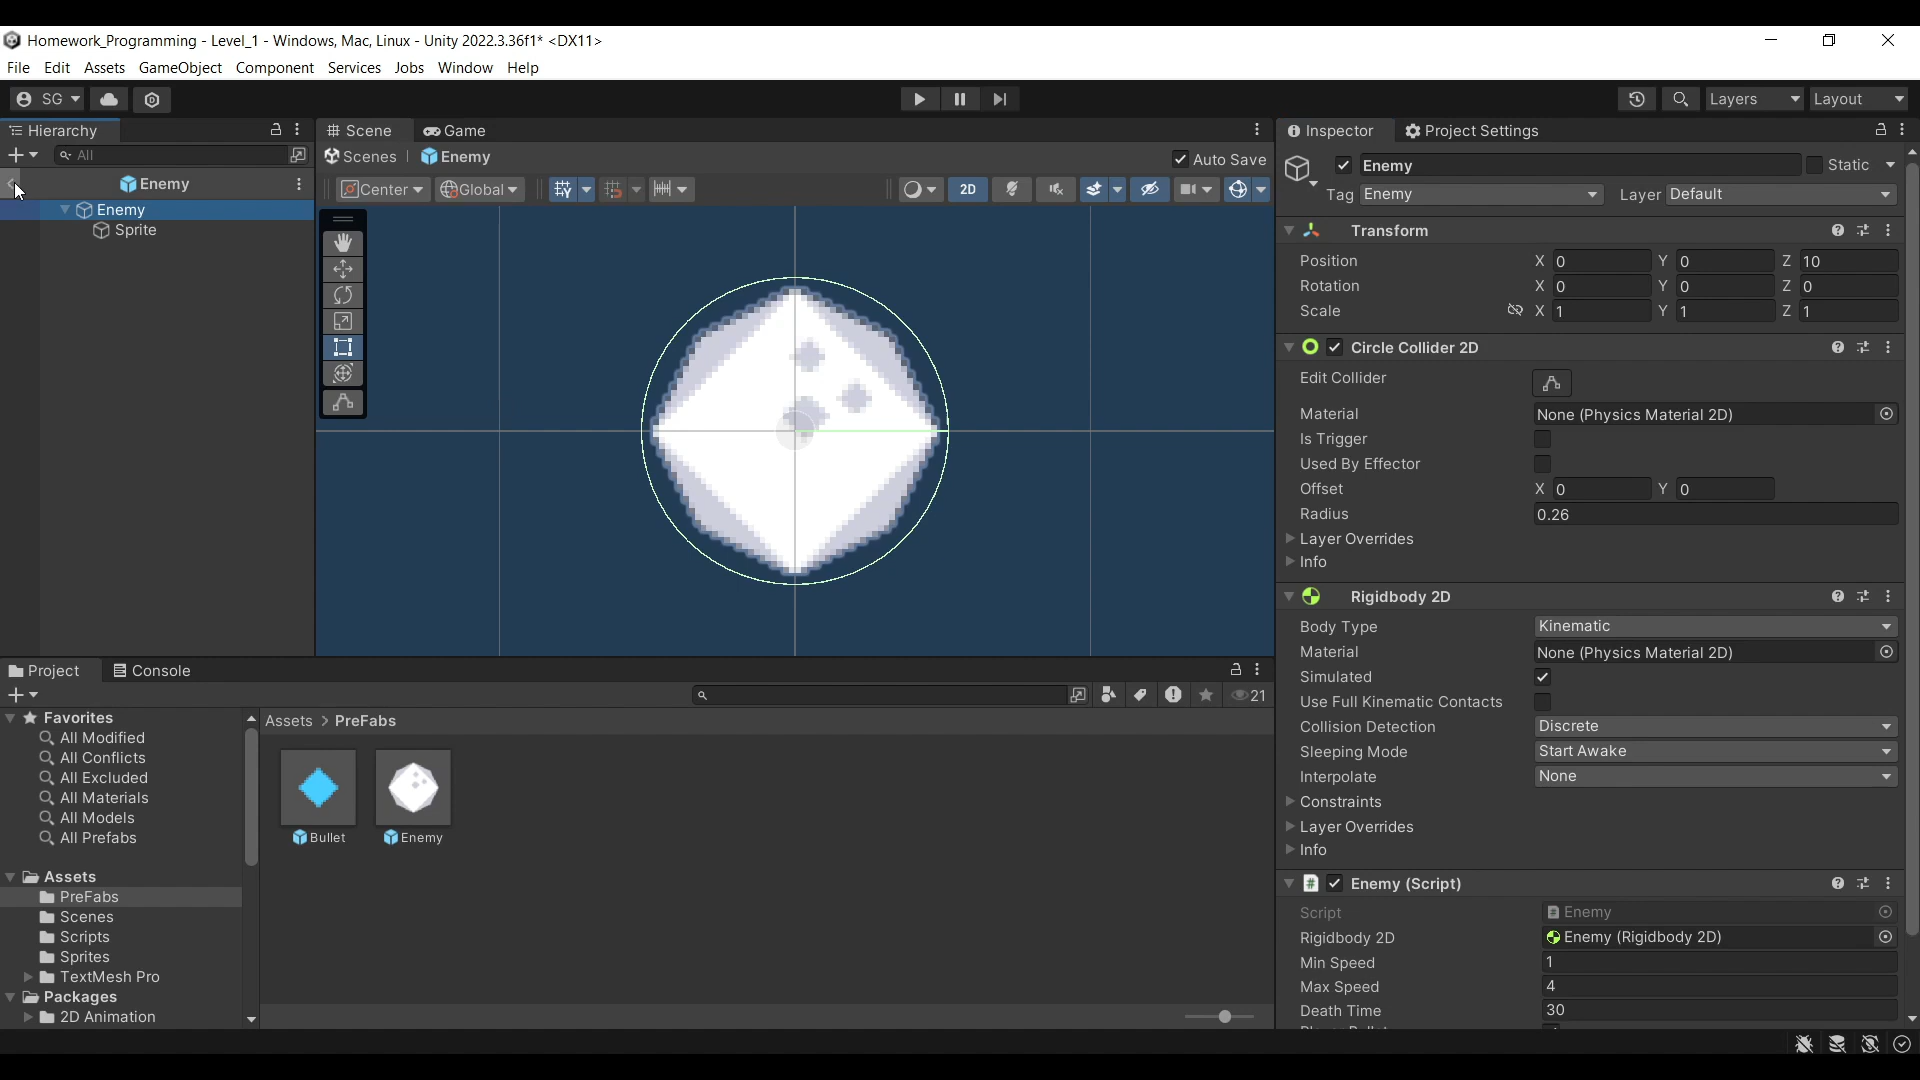 Homework_Programming - Level_1 - Windows, Mac, Linux - Unity 2022.3.36f1* <DX11>
File Edit Assets GameObject Component Services Jobs Window Help
SG Layers Layout
Hierarchy
All
Enemy
Enemy
Sprite
Scene Game
Scenes Enemy Auto Save
Center Global 2D
Inspector Project Settings
Enemy Static
Tag Enemy Layer Default
Transform
Position X 0 Y 0 Z 10
Rotation X 0 Y 0 Z 0
Scale X 1 Y 1 Z 1
Circle Collider 2D
Edit Collider
Material None (Physics Material 2D)
Is Trigger
Used By Effector
Offset X 0 Y 0
Radius 0.26
Layer Overrides
Info
Rigidbody 2D
Body Type Kinematic
Material None (Physics Material 2D)
Simulated
Use Full Kinematic Contacts
Collision Detection Discrete
Sleeping Mode Start Awake
Interpolate None
Constraints
Layer Overrides
Info
Enemy (Script)
Script Enemy
Rigidbody 2D Enemy (Rigidbody 2D)
Min Speed 1
Max Speed 4
Death Time 30
Project Console
21
Favorites
All Modified
All Conflicts
All Excluded
All Materials
All Models
All Prefabs
Assets
PreFabs
Scenes
Scripts
Sprites
TextMesh Pro
Packages
2D Animation
Assets > PreFabs
Bullet Enemy